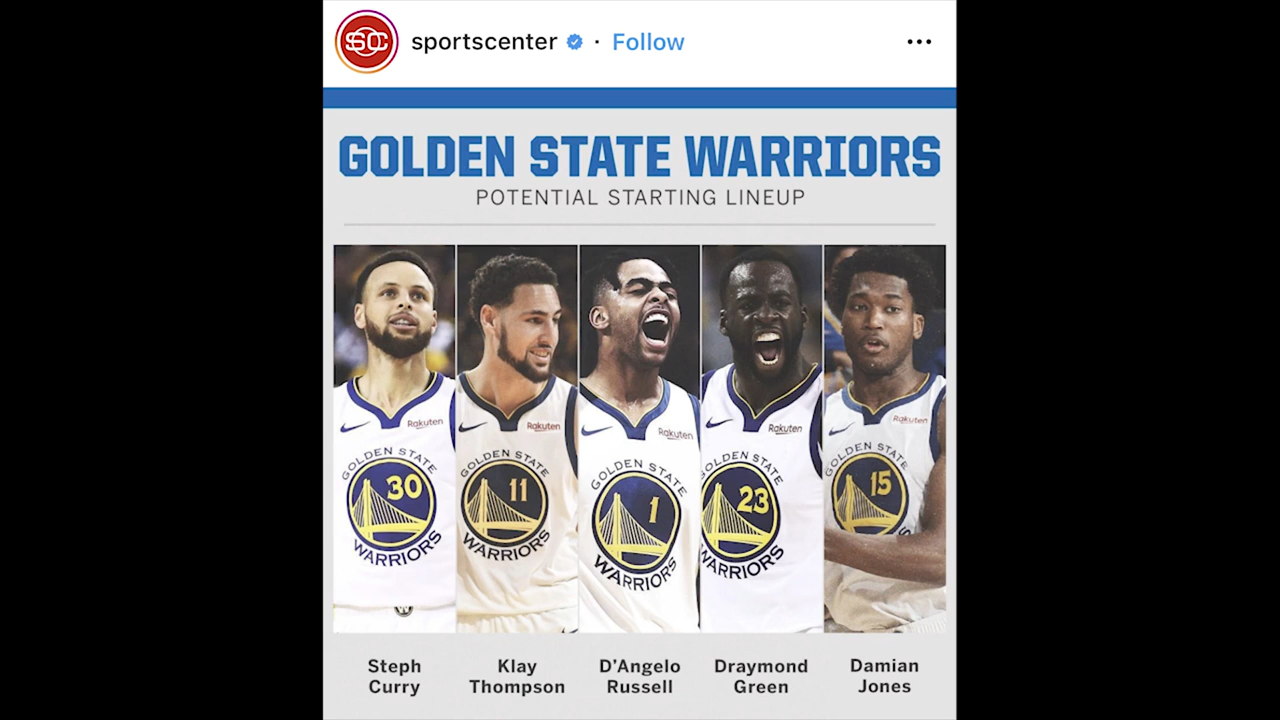 sportscenter · Follow
GOLDEN STATE WARRIORS
POTENTIAL STARTING LINEUP
Rakuten Rakuten Rakuten Rakuten Rakuten
GOLDEN STATE GOLDEN STATE GOLDEN STATE GOLDEN STATE GOLDEN STATE
30 11 1 23 15
WARRIORS WARRIORS WARRIORS WARRIORS
Steph Klay D'Angelo Draymond Damian
Curry Thompson Russell Green Jones